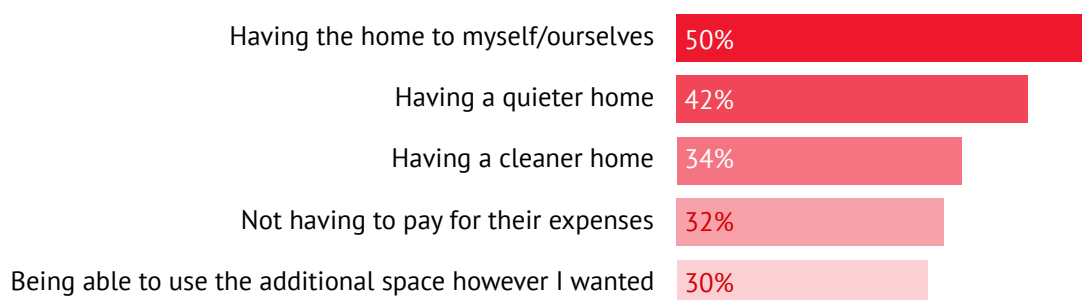 Having the home to myself/ourselves 50%
Having a quieter home 42%
Having a cleaner home 34%
Not having to pay for their expenses 32%
Being able to use the additional space however I wanted 30%